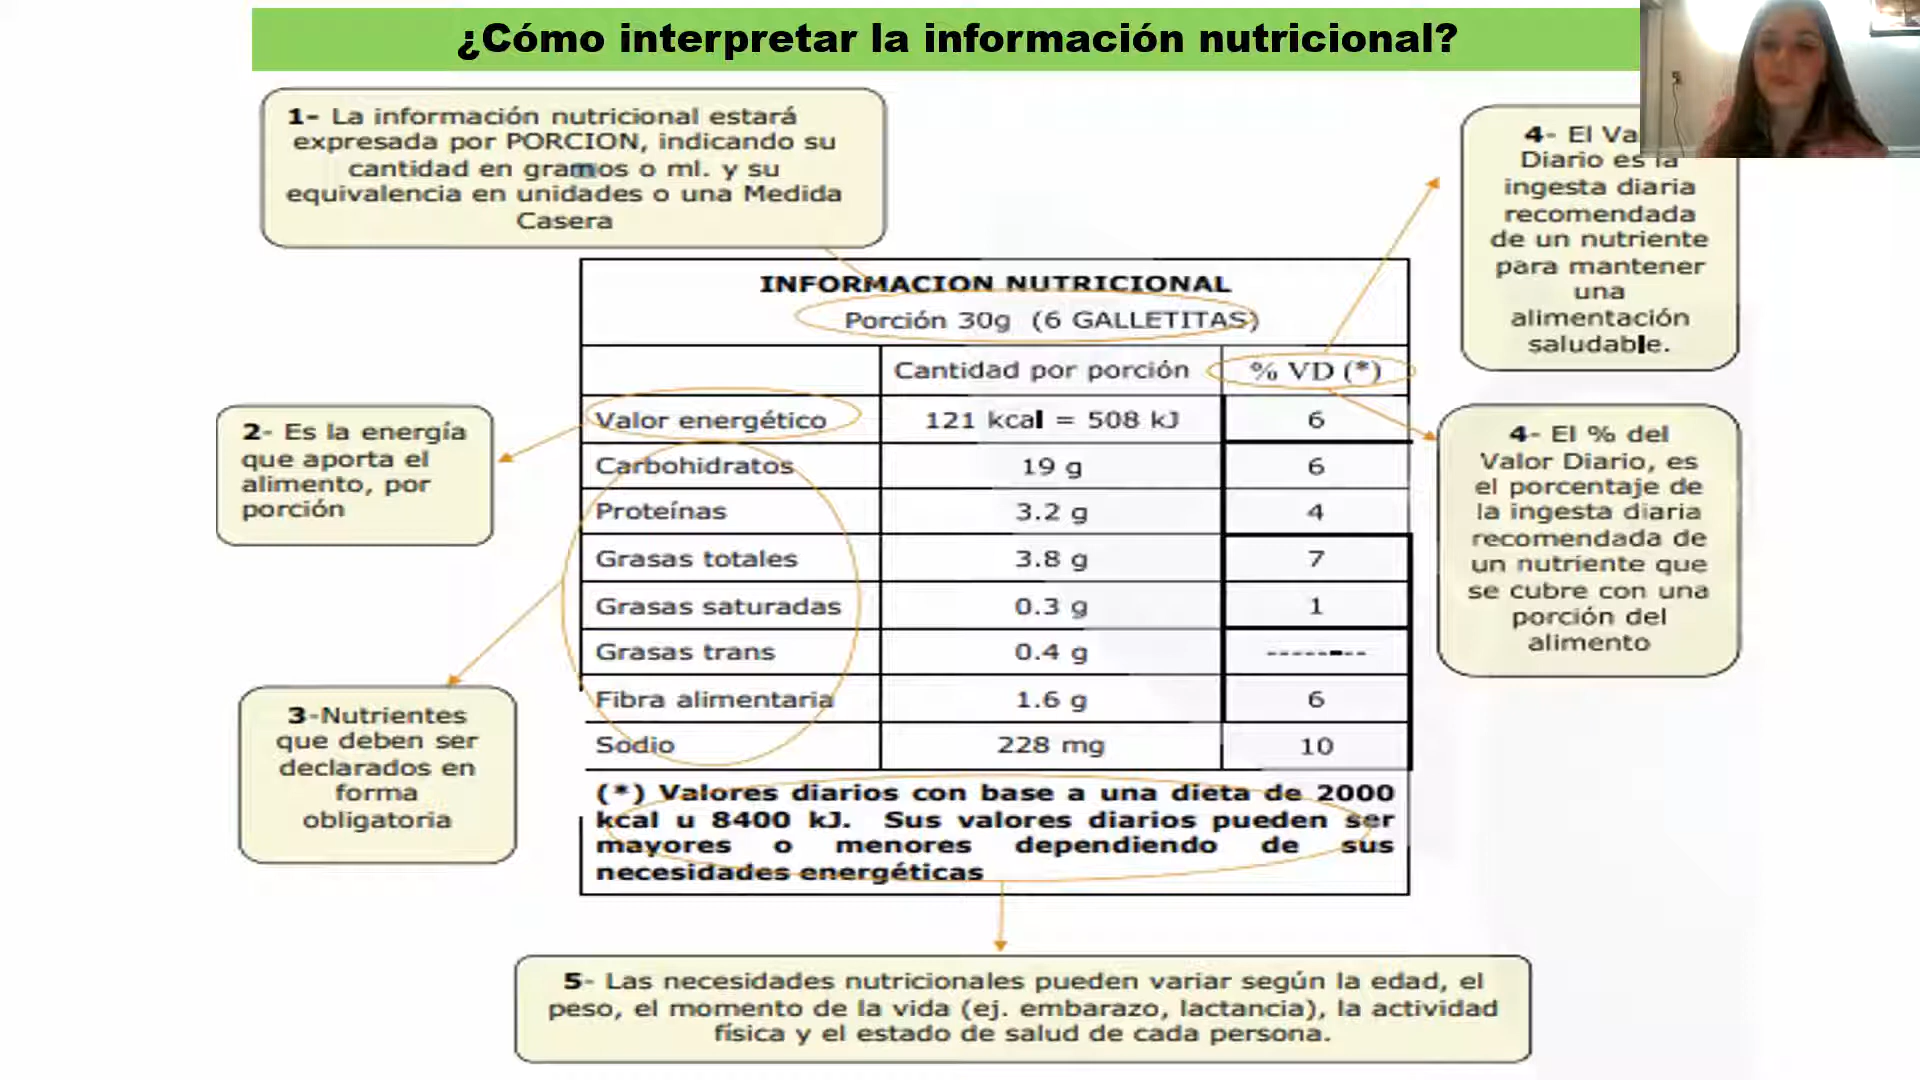 ¿Cómo interpretar la información nutricional?
1- La información nutricional estará
expresada por PORCION, indicando su
cantidad en gramos o ml. y su
equivalencia en unidades o una Medida
Casera
4- El
Diario es la
ingesta diaria
recomendada
de un nutriente
para mantener
una
alimentación
saludable.
INFORMACION NUTRICIONAL
Porción 30g (6 GALLETITAS)
Cantidad por porción % VD (*)
Valor energético 121 kcal = 508 kJ 6
Carbohidratos 19 g 6
Proteínas 3.2 g 4
Grasas totales 3.8 g 7
Grasas saturadas 0.3 g 1
Grasas trans 0.4 g --------
Fibra alimentaria 1.6 g 6
Sodio 228 mg 10
(*) Valores diarios con base a una dieta de 2000
kcal u 8400 kJ. Sus valores diarios pueden ser
mayores o menores dependiendo de sus
necesidades energéticas
2- Es la energía
que aporta el
alimento, por
porción
4- El % del
Valor Diario, es
el porcentaje de
la ingesta diaria
recomendada de
un nutriente que
se cubre con una
porción del
alimento
3-Nutrientes
que deben ser
declarados en
forma
obligatoria
5- Las necesidades nutricionales pueden variar según la edad, el
peso, el momento de la vida (ej. embarazo, lactancia), la actividad
física y el estado de salud de cada persona.